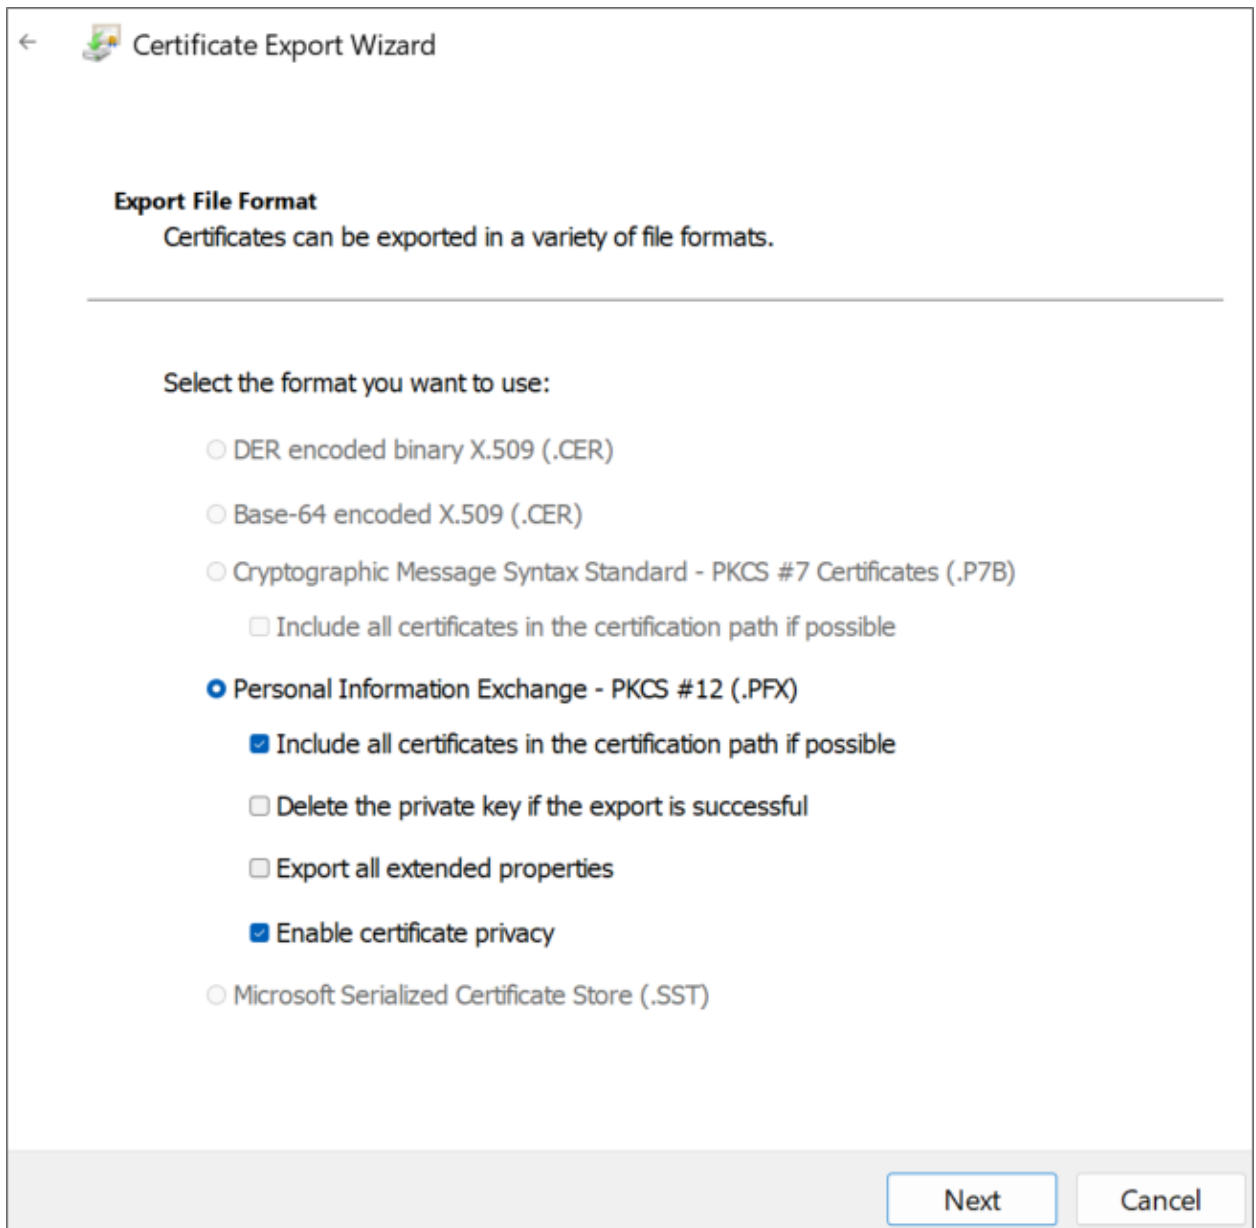 Certificate Export Wizard
Export File Format
Certificates can be exported in a variety of file formats.
Select the format you want to use:
DER encoded binary X.509 (.CER)
Base-64 encoded X.509 (.CER)
Cryptographic Message Syntax Standard - PKCS #7 Certificates (.P7B)
Include all certificates in the certification path if possible
Personal Information Exchange - PKCS #12 (.PFX)
Include all certificates in the certification path if possible
Delete the private key if the export is successful
Export all extended properties
Enable certificate privacy
Microsoft Serialized Certificate Store (.SST)
Next Cancel